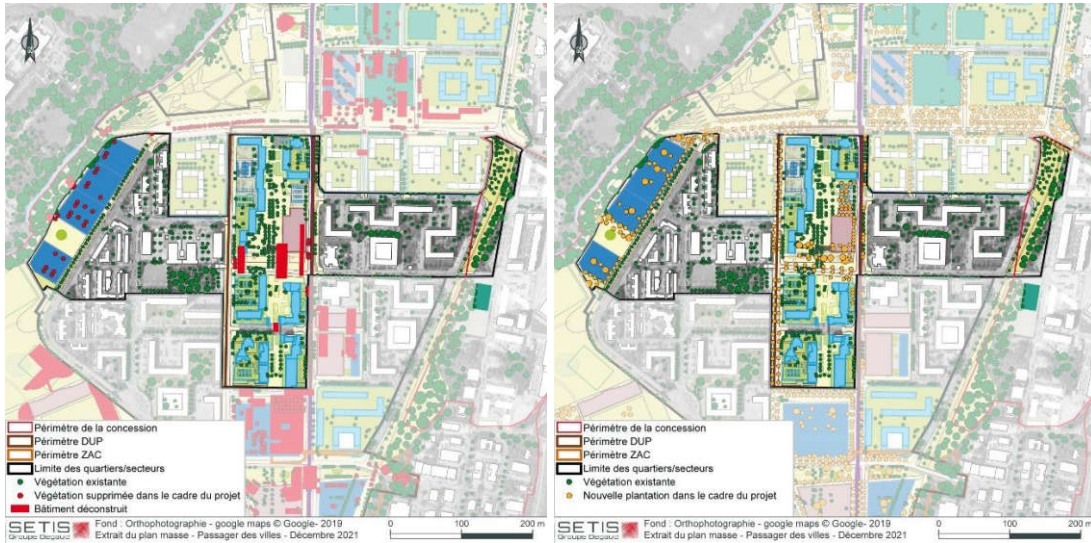 Périmètre de la concession
Périmètre DUP
Périmètre ZAC
Limite des quartiers/secteurs
Végétation existante
Végétation supprimée dans le cadre du projet
Bâtiment déconstruit
SETIS
Groupe Degaud
Fond : Orthophotographie - google maps © Google- 2019
Extrait du plan masse - Passager des villes - Décembre 2021
0 100 200 m
Périmètre de la concession
Périmètre DUP
Périmètre ZAC
Limite des quartiers/secteurs
Végétation existante
Nouvelle plantation dans le cadre du projet
SETIS
Groupe Degaud
Fond : Orthophotographie - google maps © Google- 2019
Extrait du plan masse - Passager des villes - Décembre 2021
0 100 200 m